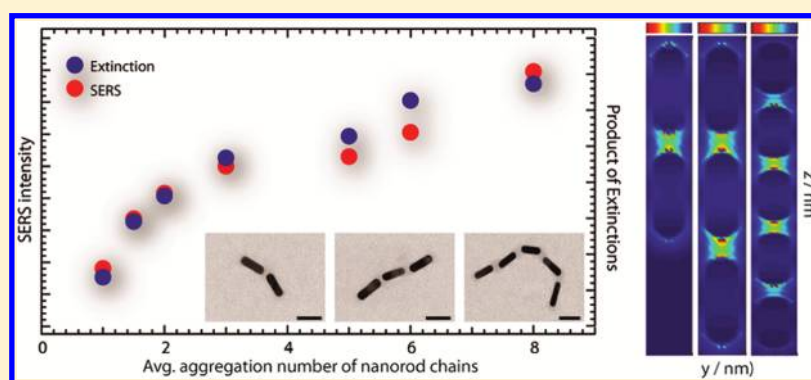 Extinction
SERS
SERS intensity
Product of Extinctions
0
2
4
6
8
Avg. aggregation number of nanorod chains
z / nm
y / nm)